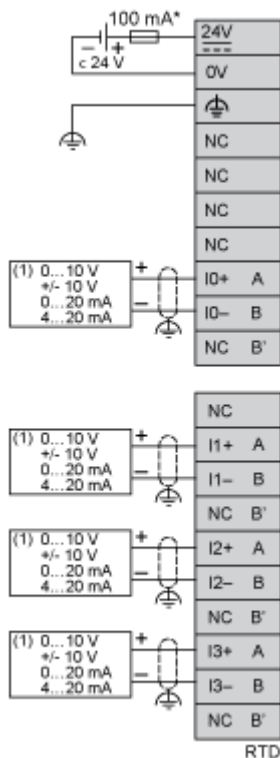 100 mA*
24V
− +
c 24 V
0V
NC
NC
NC
NC
(1) 0...10 V
+/- 10 V
0...20 mA
4...20 mA
+
−
I0+ A
I0− B
NC B'
NC
(1) 0...10 V
+/- 10 V
0...20 mA
4...20 mA
+
−
I1+ A
I1− B
NC B'
(1) 0...10 V
+/- 10 V
0...20 mA
4...20 mA
+
−
I2+ A
I2− B
NC B'
(1) 0...10 V
+/- 10 V
0...20 mA
4...20 mA
+
−
I3+ A
I3− B
NC B'
RTD